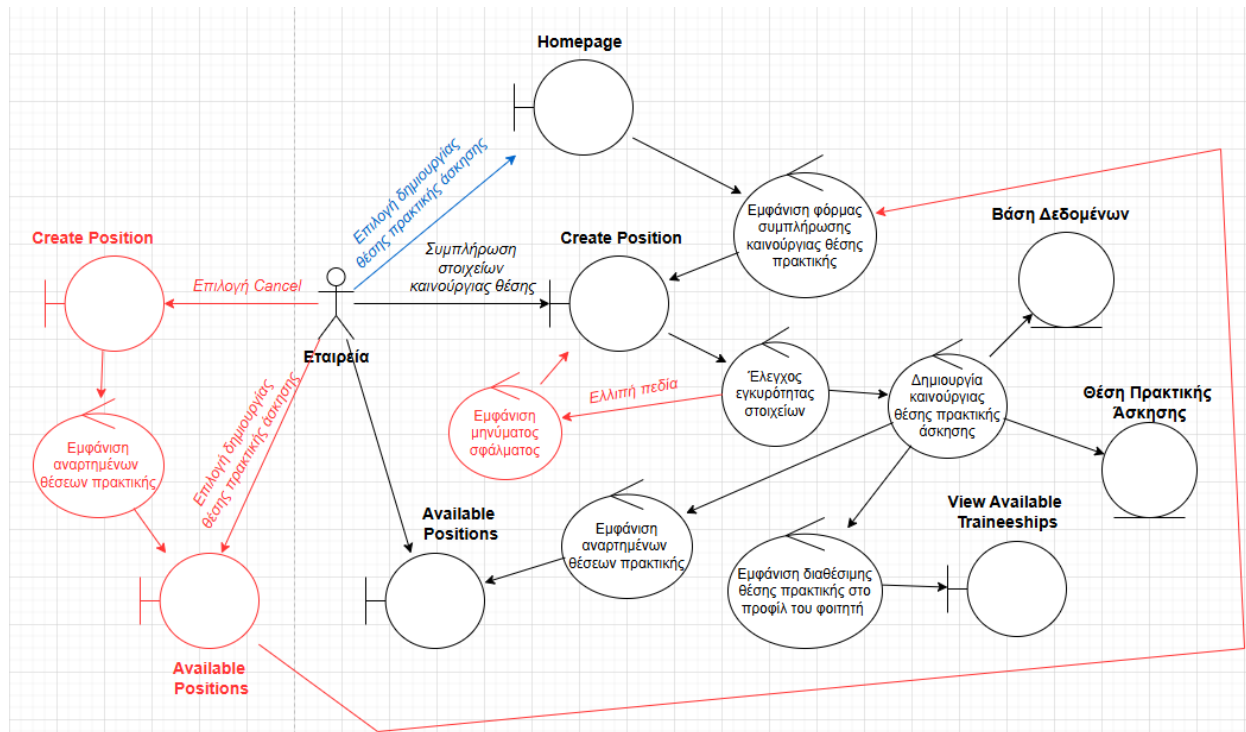 Homepage
Επιλογή δημιουργίας
θέσης πρακτική άσκησης
Εμφάνιση φόρμας
συμπλήρωσης
καινούργιας θέσης
πρακτικής
Βάση Δεδομένων
Create Position
Επιλογή Cancel
Συμπλήρωση
στοιχείων
καινούργιας θέσης
Create Position
Εταιρεία
Έλεγχος
εγκυρότητας
στοιχείων
Δημιουργία
καινούργιας
θέσης πρακτικής
άσκησης
Θέση Πρακτικής
Άσκησης
Ελλιπή πεδία
Εμφάνιση
μηνύματος
σφάλματος
Εμφάνιση
αναρτημένων
θέσεων πρακτικής
Επιλογή δημιουργίας
θέσης πρακτική άσκησης
Available
Positions
Εμφάνιση
αναρτημένων
θέσεων πρακτικής
View Available
Traineeships
Εμφάνιση διαθέσιμης
θέσης πρακτικής στο
προφίλ του φοιτητή
Available
Positions